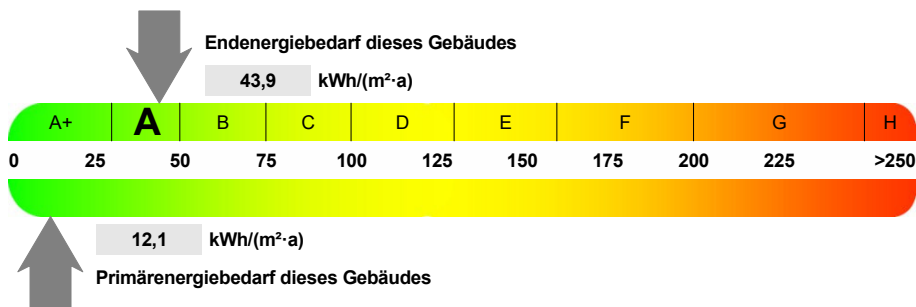 Endenergiebedarf dieses Gebäudes
43,9 kWh/(m²·a)
A+ A B C D E F G H
0 25 50 75 100 125 150 175 200 225 >250
12,1 kWh/(m²·a)
Primärenergiebedarf dieses Gebäudes